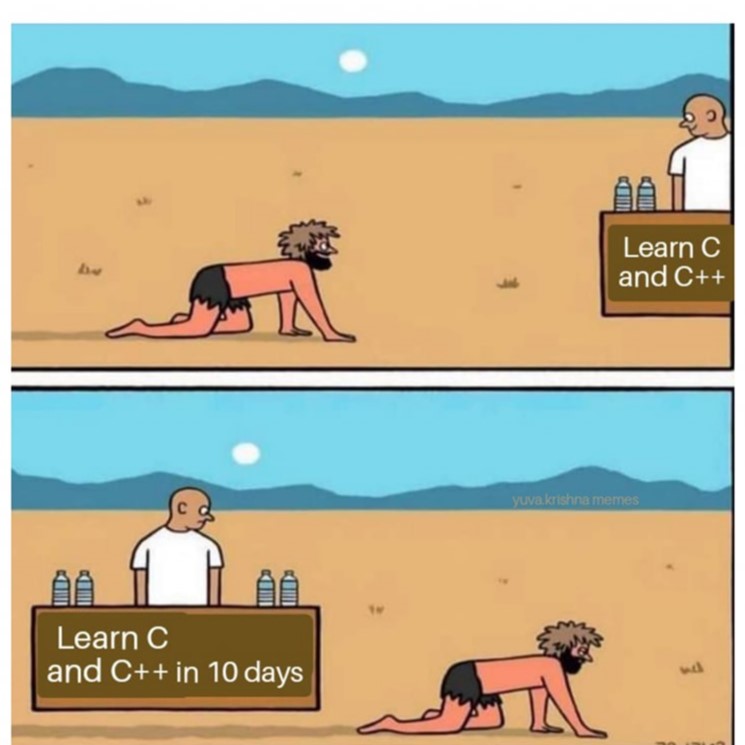 Learn C
and C++
yuva.krishna memes
Learn C
and C++ in 10 days